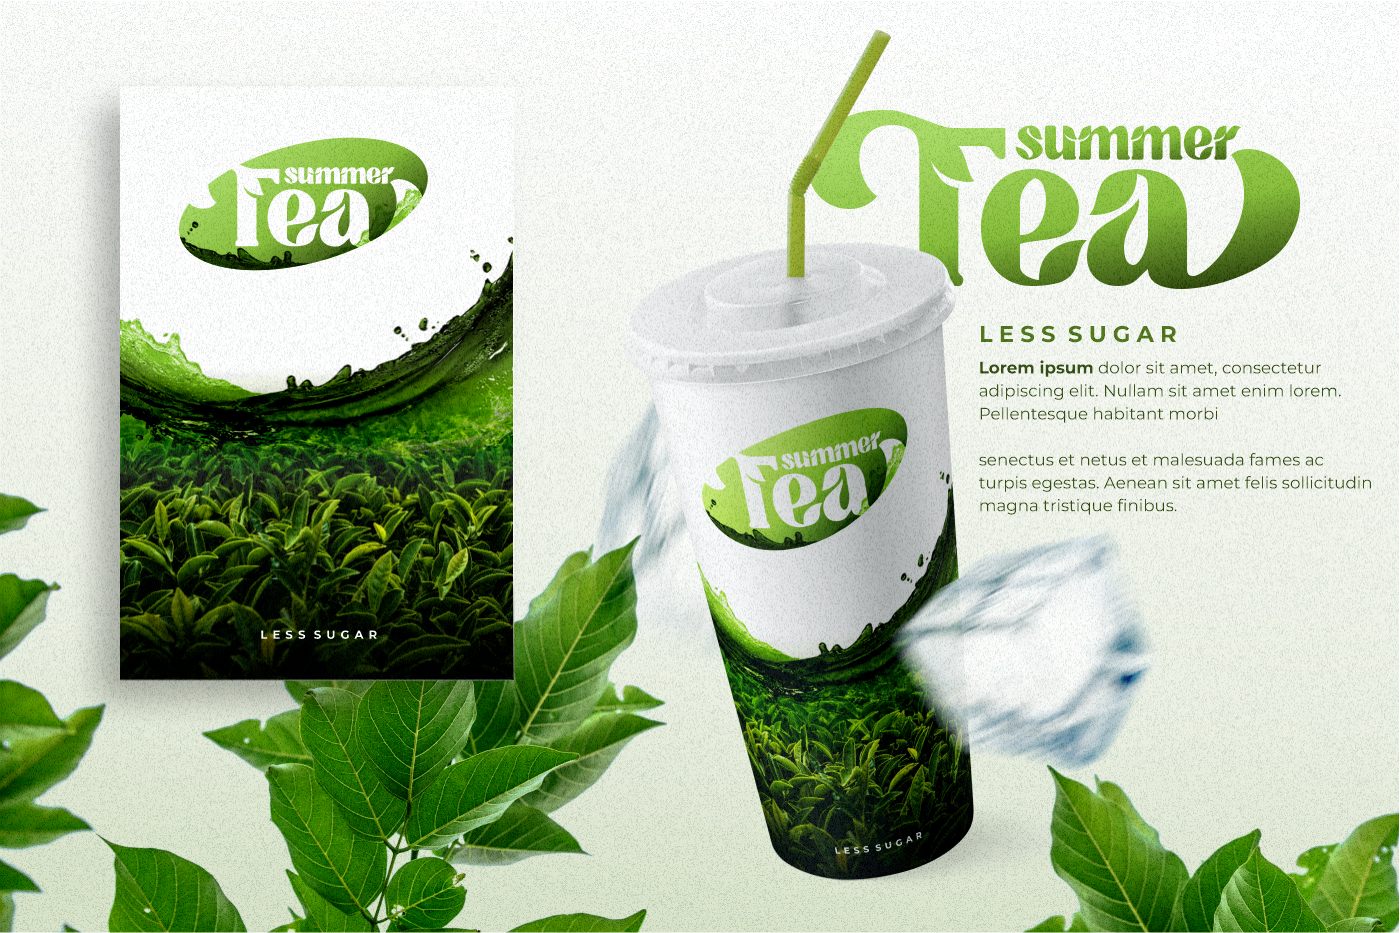 summer
Tea
LESS SUGAR
summer
Tea
LESS SUGAR
Lorem ipsum dolor sit amet, consectetur
adipiscing elit. Nullam sit amet enim lorem.
Pellentesque habitant morbi
senectus et netus et malesuada fames ac
turpis egestas. Aenean sit amet felis sollicitudin
magna tristique finibus.
summer
Tea
LESS SUGAR